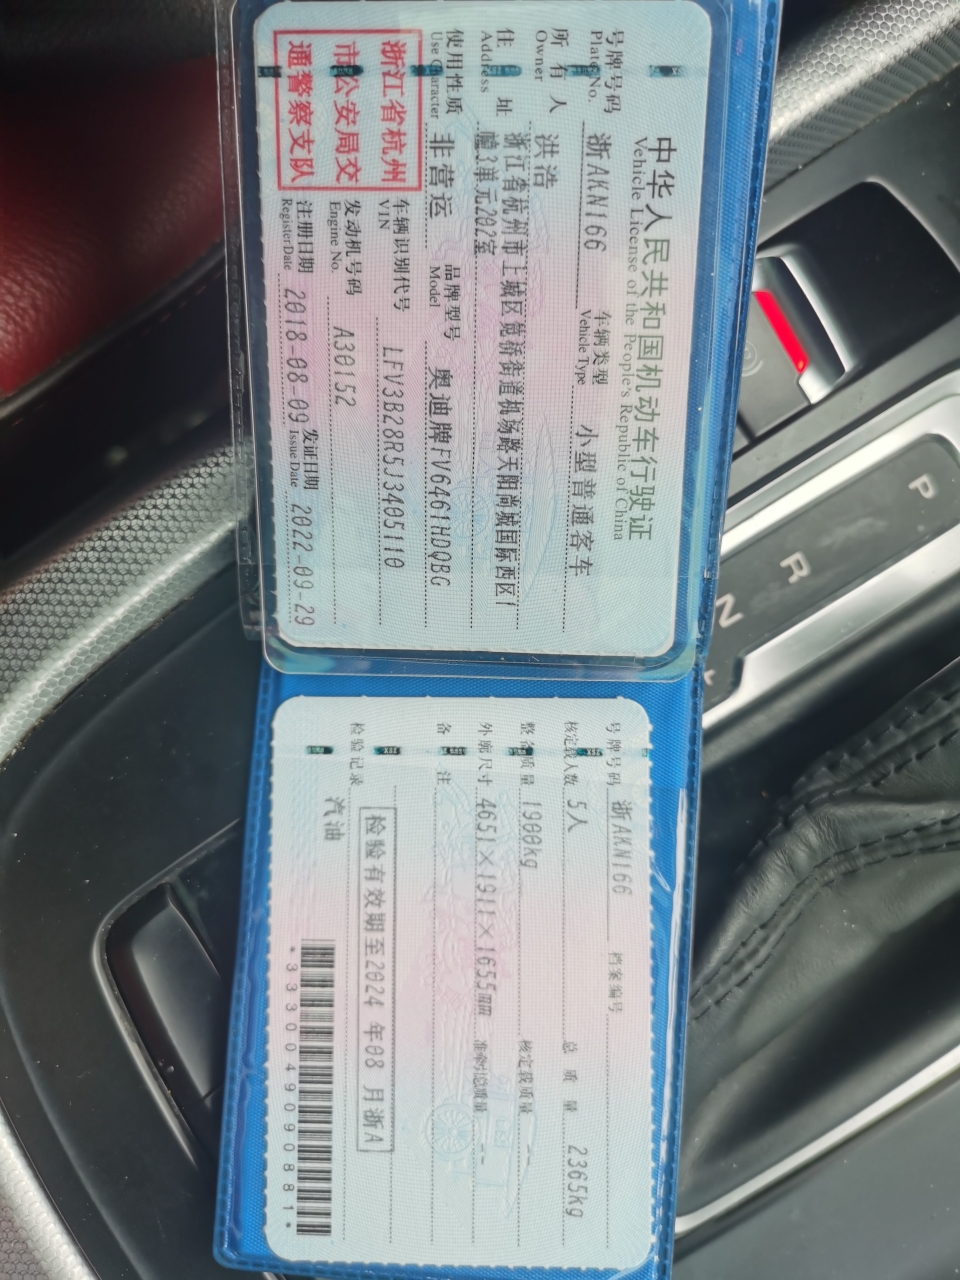 中华人民共和国机动车行驶证
Vehicle License of the People's Republic of China
号牌号码 浙AKN166 车辆类型 小型普通客车
Plate No. Vehicle Type
所有人 洪浩
Owner
住址 浙江省杭州市上城区笕桥街道机场路天阳尚城国际西区1
Address 幢3单元202室
使用性质 非营运 品牌型号 奥迪牌FV6461HDQBG
Use Character Model
浙江省杭州
市公安局交
通警察支队
车辆识别代号 LFV3B28R5J3405110
VIN
发动机号码 A30152
Engine No.
注册日期 2018-08-09 发证日期 2022-09-29
Register Date Issue Date
号牌号码 浙AKN166 档案编号
核定载人数 5人 总质量 2365kg
整备质量 1900kg 核定载质量 --
外廓尺寸 4651×1911×1655mm 准牵引总质量 --
备注
检验有效期至2024年08月浙A
检验记录
汽油
*3330049090881*
P
R
N